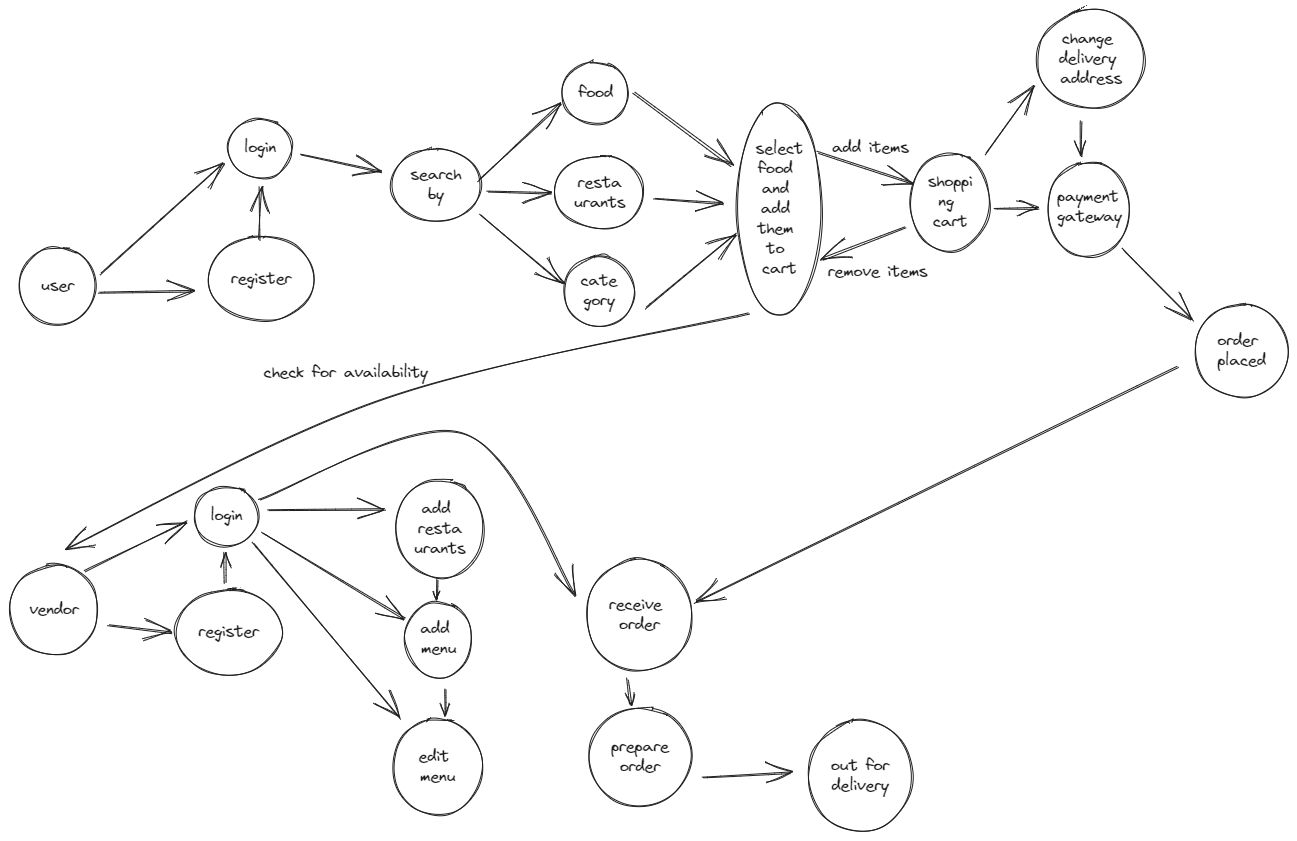 change
delivery
address
food
login
search
by
resta
urants
select
food
and
add
them
to
cart
add items
shoppi
ng
cart
payment
gateway
user
register
cate
gory
remove items
order
placed
check for availability
login
add
resta
urants
vendor
register
add
menu
receive
order
edit
menu
prepare
order
out for
delivery